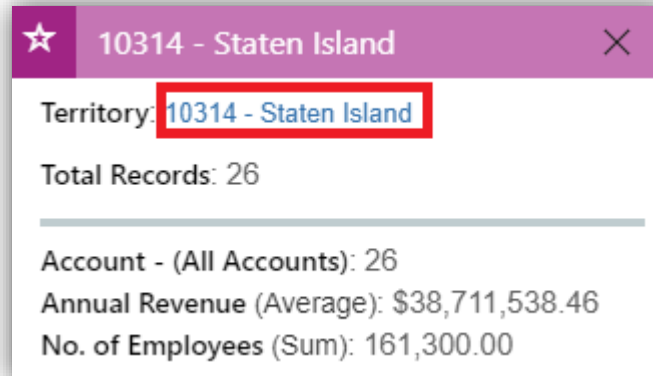 10314 - Staten Island
Territory: 10314 - Staten Island
Total Records: 26
Account - (All Accounts): 26
Annual Revenue (Average): $38,711,538.46
No. of Employees (Sum): 161,300.00